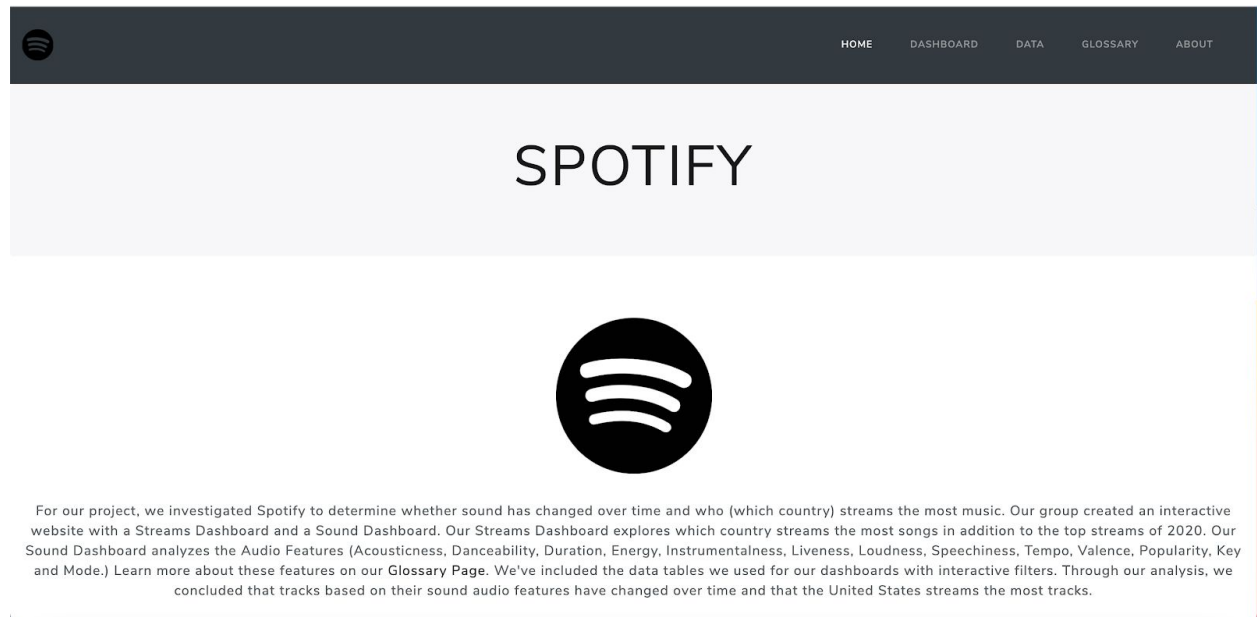 HOME DASHBOARD DATA GLOSSARY ABOUT
SPOTIFY
For our project, we investigated Spotify to determine whether sound has changed over time and who (which country) streams the most music. Our group created an interactive
website with a Streams Dashboard and a Sound Dashboard. Our Streams Dashboard explores which country streams the most songs in addition to the top streams of 2020. Our
Sound Dashboard analyzes the Audio Features (Acousticness, Danceability, Duration, Energy, Instrumentalness, Liveness, Loudness, Speechiness, Tempo, Valence, Popularity, Key
and Mode.) Learn more about these features on our Glossary Page. We've included the data tables we used for our dashboards with interactive filters. Through our analysis, we
concluded that tracks based on their sound audio features have changed over time and that the United States streams the most tracks.